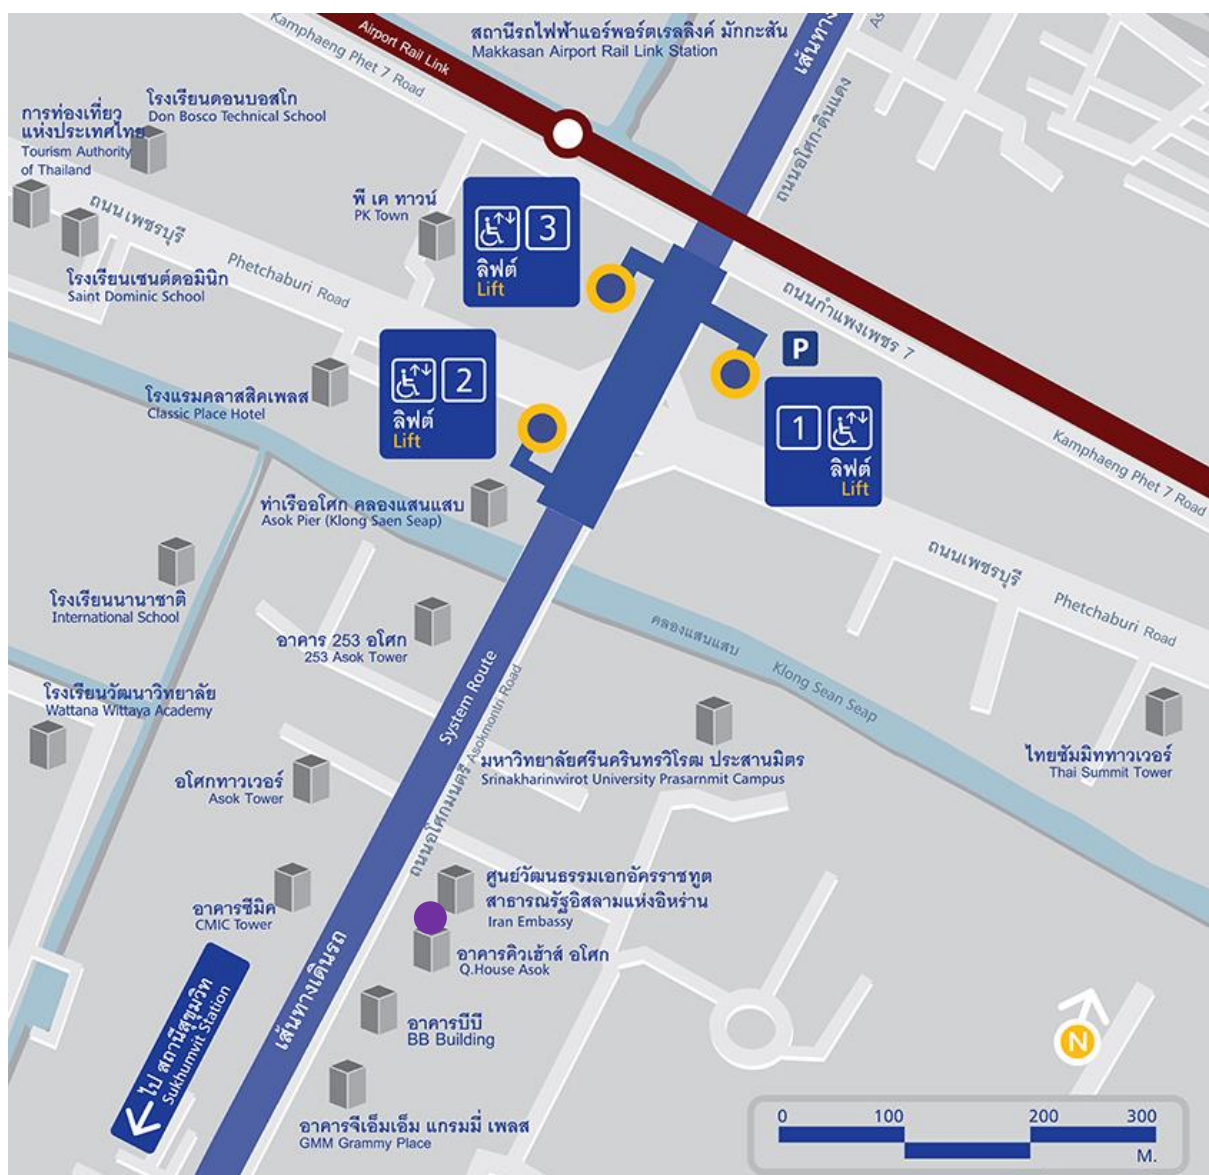 สถานีรถไฟฟ้าแอร์พอร์ตเรลลิงค์ มักกะสัน
Makkasan Airport Rail Link Station
Airport Rail Link
Kamphaeng Phet 7 Road
เส้นทาง
ถนนอโศก-ดินแดง
โรงเรียนดอนบอสโก
Don Bosco Technical School
การท่องเที่ยว
แห่งประเทศไทย
Tourism Authority
of Thailand
ถนนเพชรบุรี
Phetchaburi Road
พี เค ทาวน์
PK Town
3
ลิฟต์
Lift
โรงเรียนเซนต์ดอมินิก
Saint Dominic School
ถนนกำแพงเพชร 7
Kamphaeng Phet 7 Road
P
2
ลิฟต์
Lift
1
ลิฟต์
Lift
โรงแรมคลาสสิคเพลส
Classic Place Hotel
ท่าเรืออโศก คลองแสนแสบ
Asok Pier (Klong Saen Seap)
ถนนเพชรบุรี
Phetchaburi Road
โรงเรียนนานาชาติ
International School
อาคาร 253 อโศก
253 Asok Tower
คลองแสนแสบ
Klong Sean Seap
System Route
ถนนอโศกมนตรี Asokmontri Road
โรงเรียนวัฒนาวิทยาลัย
Wattana Wittaya Academy
มหาวิทยาลัยศรีนครินทรวิโรฒ ประสานมิตร
Srinakharinwirot University Prasarnmit Campus
ไทยซัมมิททาวเวอร์
Thai Summit Tower
อโศกทาวเวอร์
Asok Tower
ศูนย์วัฒนธรรมเอกอัครราชทูต
สาธารณรัฐอิสลามแห่งอิหร่าน
Iran Embassy
อาคารซีมิค
CMIC Tower
อาคารคิวเฮ้าส์ อโศก
Q.House Asok
เส้นทางเดินรถ
ไป สถานีสุขุมวิท
Sukhumvit Station
อาคารบีบี
BB Building
N
อาคารจีเอ็มเอ็ม แกรมมี่ เพลส
GMM Grammy Place
0 100 200 300
M.